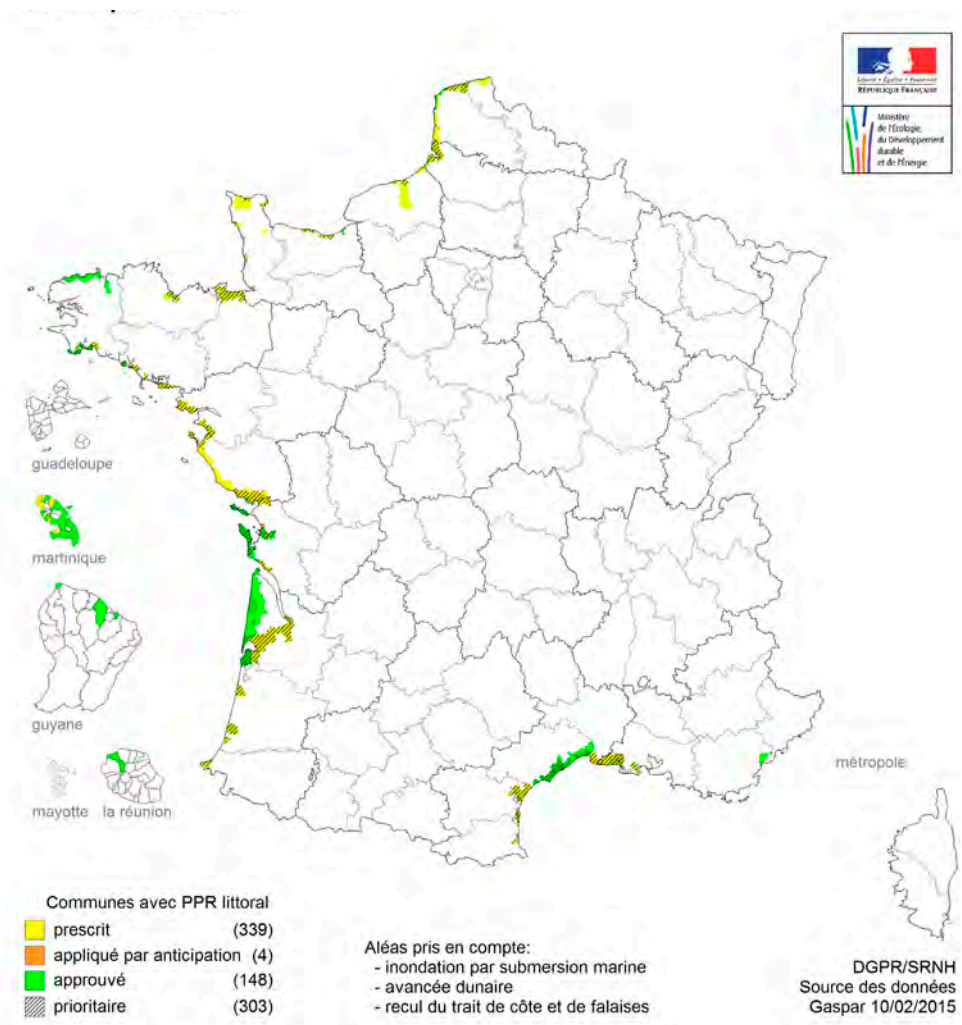 Liberté • Égalité • Fraternité
RÉPUBLIQUE FRANÇAISE
Ministère
de l'Écologie,
du Développement
durable
et de l'Énergie
guadeloupe
martinique
guyane
mayotte
la réunion
métropole
Communes avec PPR littoral
prescrit (339)
appliqué par anticipation (4)
approuvé (148)
prioritaire (303)
Aléas pris en compte:
- inondation par submersion marine
- avancée dunaire
- recul du trait de côte et de falaises
DGPR/SRNH
Source des données
Gaspar 10/02/2015